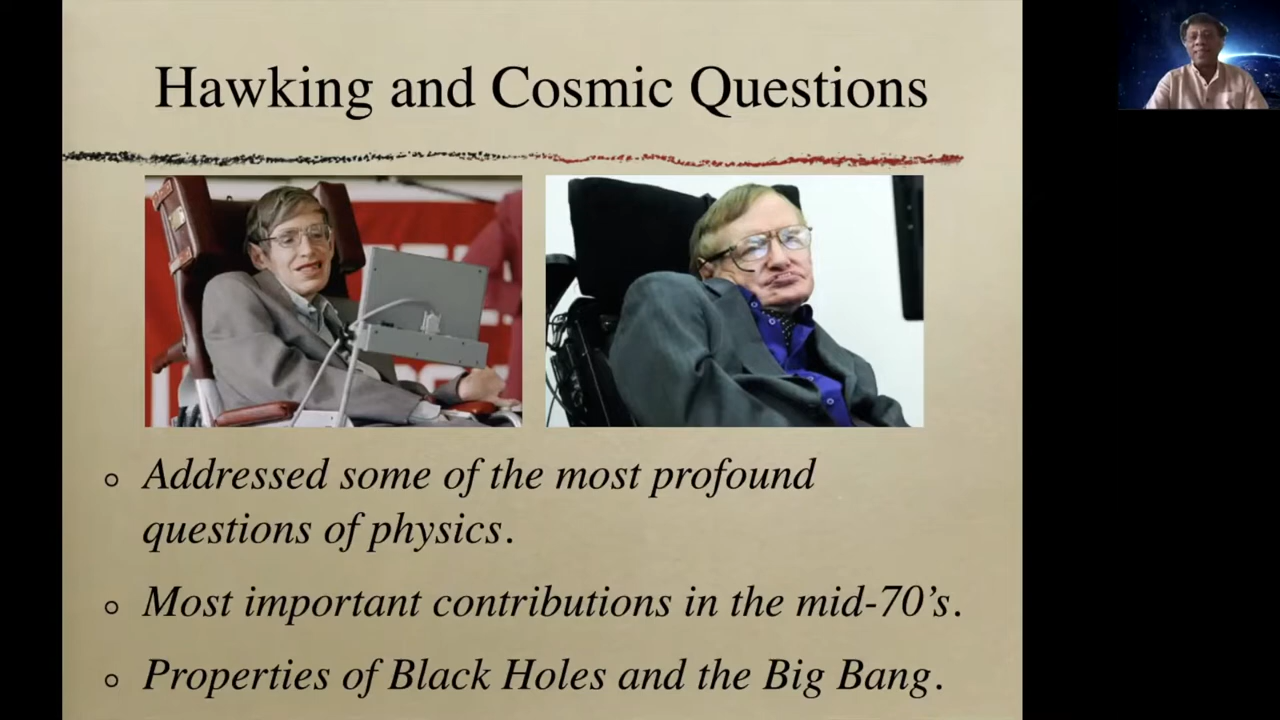 Hawking and Cosmic Questions
Addressed some of the most profound
questions of physics.
Most important contributions in the mid-70’s.
Properties of Black Holes and the Big Bang.